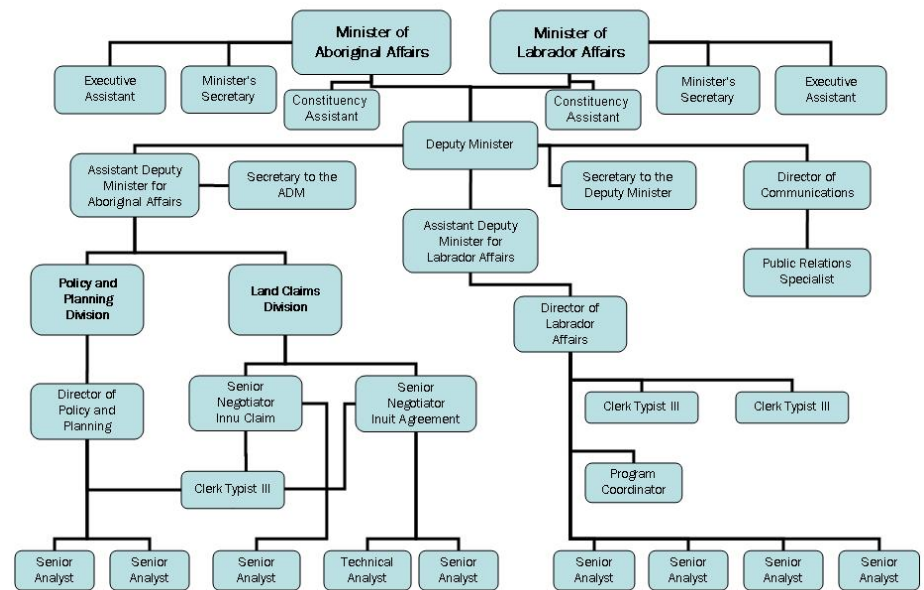 Minister of
Aboriginal Affairs
Minister of
Labrador Affairs
Executive
Assistant
Minister's
Secretary
Constituency
Assistant
Constituency
Assistant
Minister's
Secretary
Executive
Assistant
Deputy Minister
Assistant Deputy
Minister for
Aboriginal Affairs
Secretary to the
ADM
Secretary to the
Deputy Minister
Director of
Communications
Assistant Deputy
Minister for
Labrador Affairs
Public Relations
Specialist
Policy and
Planning
Division
Land Claims
Division
Director of
Labrador
Affairs
Director of
Policy and
Planning
Senior
Negotiator
Innu Claim
Senior
Negotiator
Inuit Agreement
Clerk Typist III
Clerk Typist III
Clerk Typist III
Program
Coordinator
Senior
Analyst
Senior
Analyst
Senior
Analyst
Technical
Analyst
Senior
Analyst
Senior
Analyst
Senior
Analyst
Senior
Analyst
Senior
Analyst